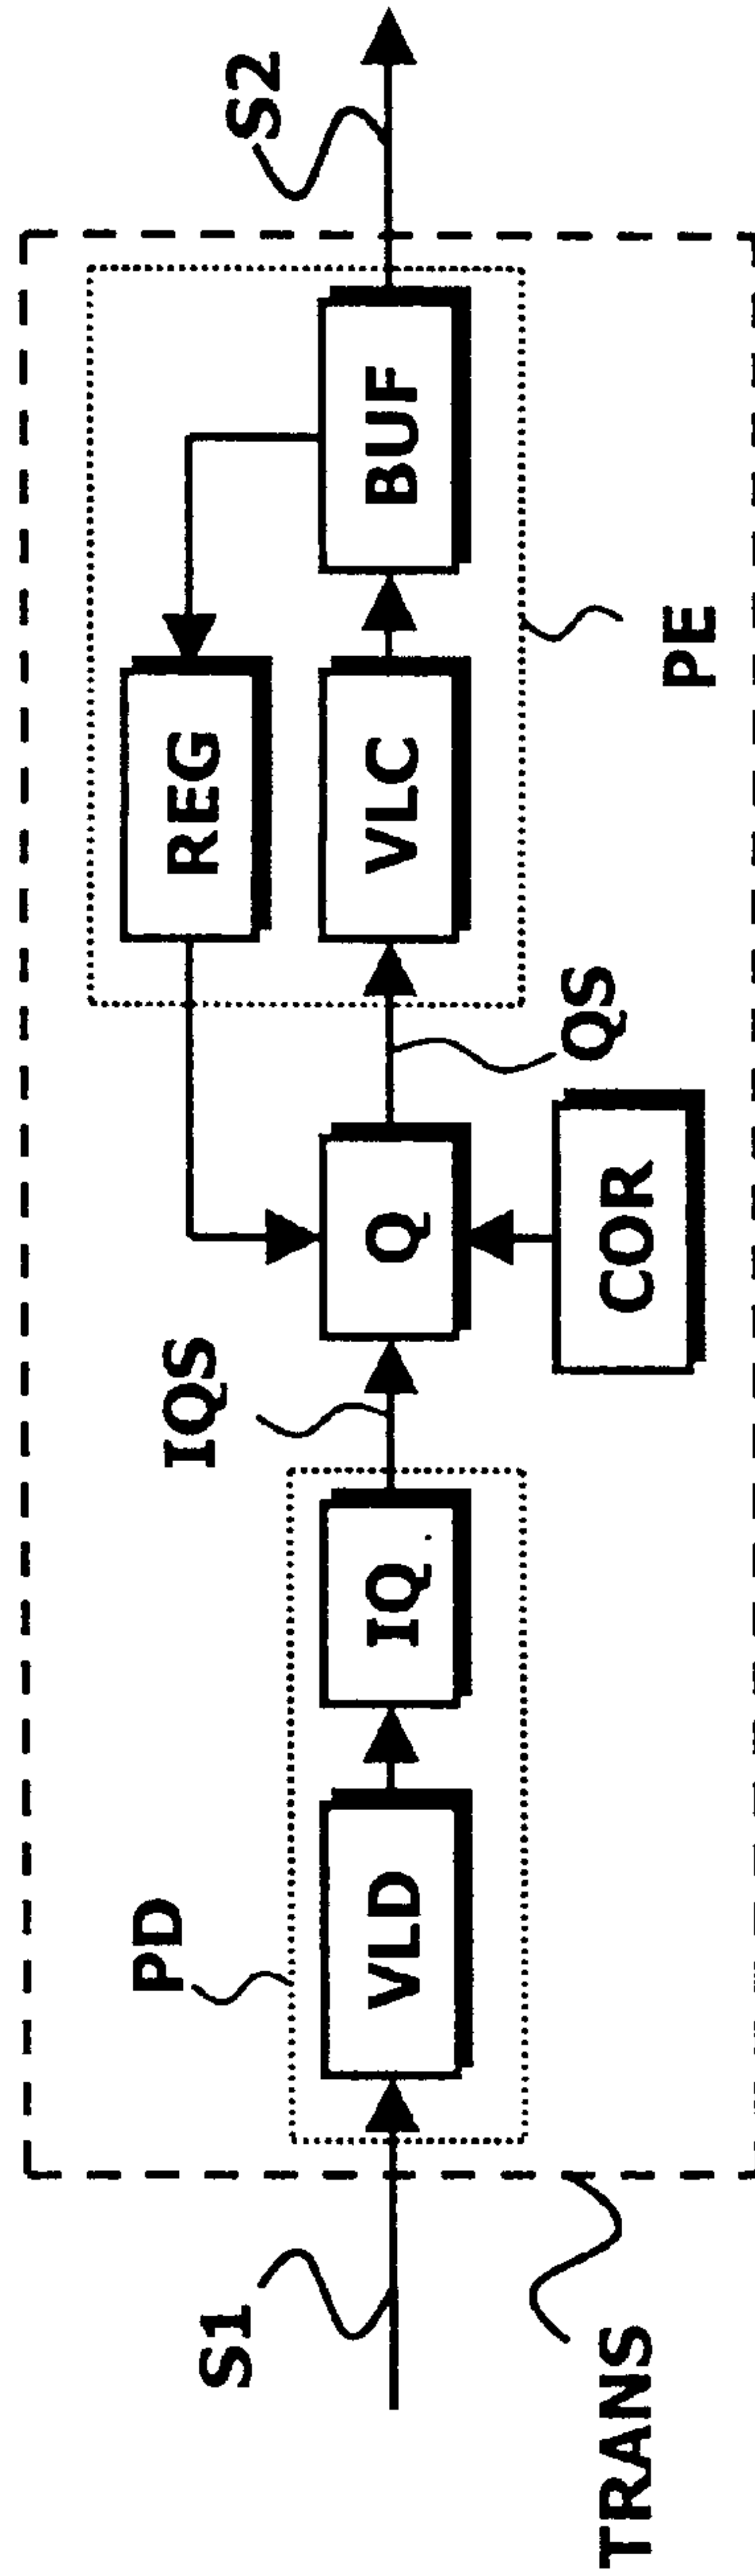 S1
TRANS
PD
VLD
IQ
IQS
Q
COR
QS
REG
VLC
BUF
PE
S2